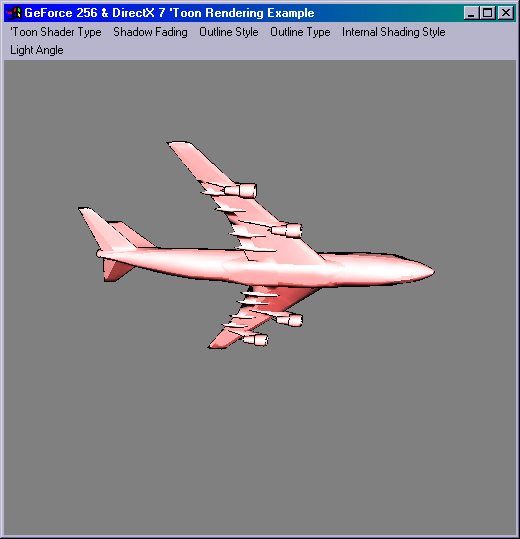 GeForce 256 & DirectX 7 'Toon Rendering Example
'Toon Shader Type Shadow Fading Outline Style Outline Type Internal Shading Style
Light Angle